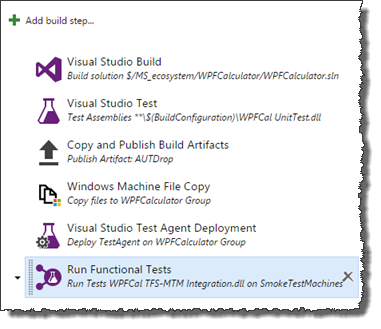 Add build step...
Visual Studio Build
Build solution $/MS_ecosystem/WPFCalculator/WPFCalculator.sln
Visual Studio Test
Test Assemblies **\$(BuildConfiguration)\WPFCal UnitTest.dll
Copy and Publish Build Artifacts
Publish Artifact: AUTDrop
Windows Machine File Copy
Copy files to WPFCalculator Group
Visual Studio Test Agent Deployment
Deploy TestAgent on WPFCalculator Group
Run Functional Tests
Run Tests WPFCal TFS-MTM Integration.dll on SmokeTestMachines